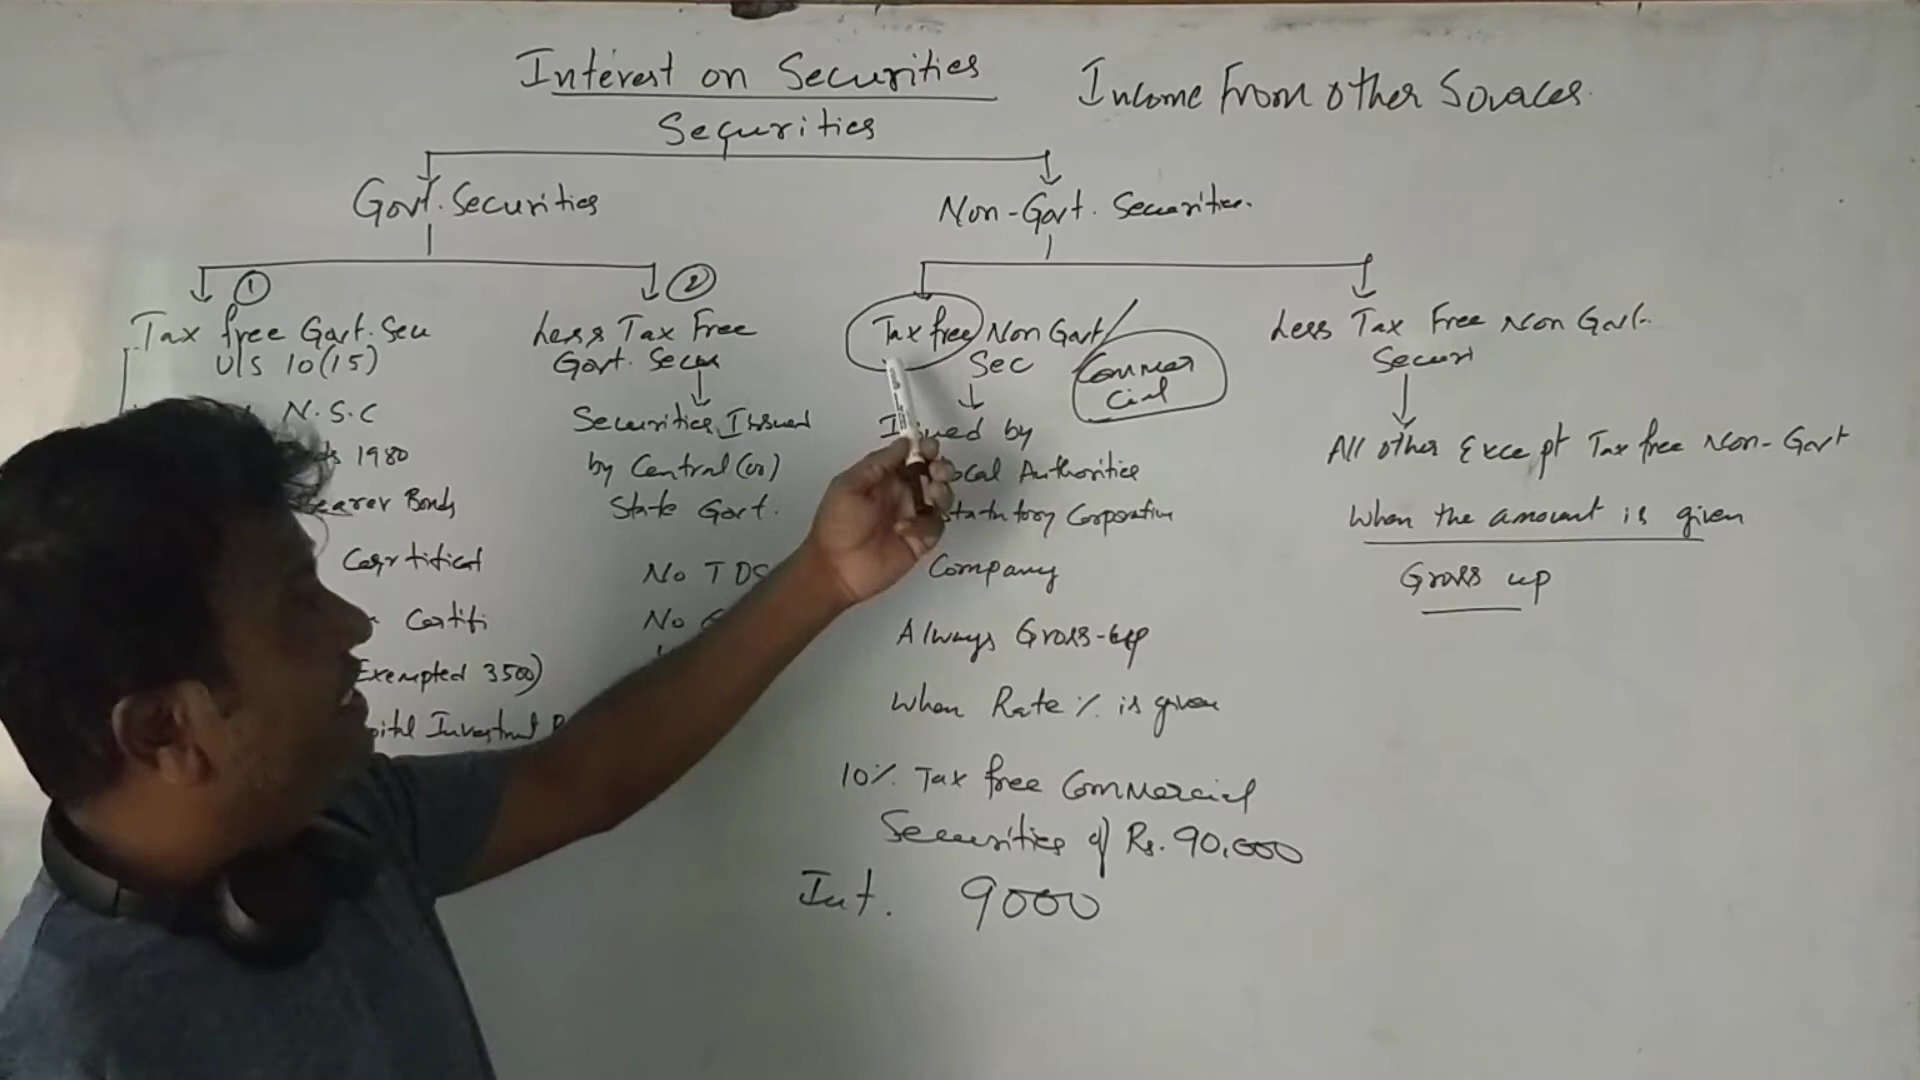 Interest on Securities
Income From other Sources
Securities
Govt. Securities
Non-Govt. Securities.
1
Tax free Govt. Secu
U/S 10(15)
N.S.C
1980
Bearer Bonds
Certificat
Certifi
Exempted 3500)
Investment
2
Less Tax Free
Govt. Secur
Securities Issued
by Central (or)
State Govt.
No TDS
No
Tax free Non Govt
Sec
Commer
cial
Issued by
Local Authorities
Statutory Corporation
Company
Always Gross-up
When Rate % is given
10% Tax free Commercial
Securities of Rs. 90,000
Int. 9000
Less Tax Free Non Govt.
Securi
All other Except Tax free Non-Govt
When the amount is given
Gross up